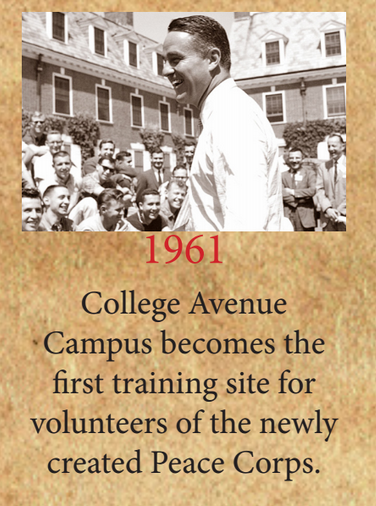 1961
College Avenue
Campus becomes the
first training site for
volunteers of the newly
created Peace Corps.